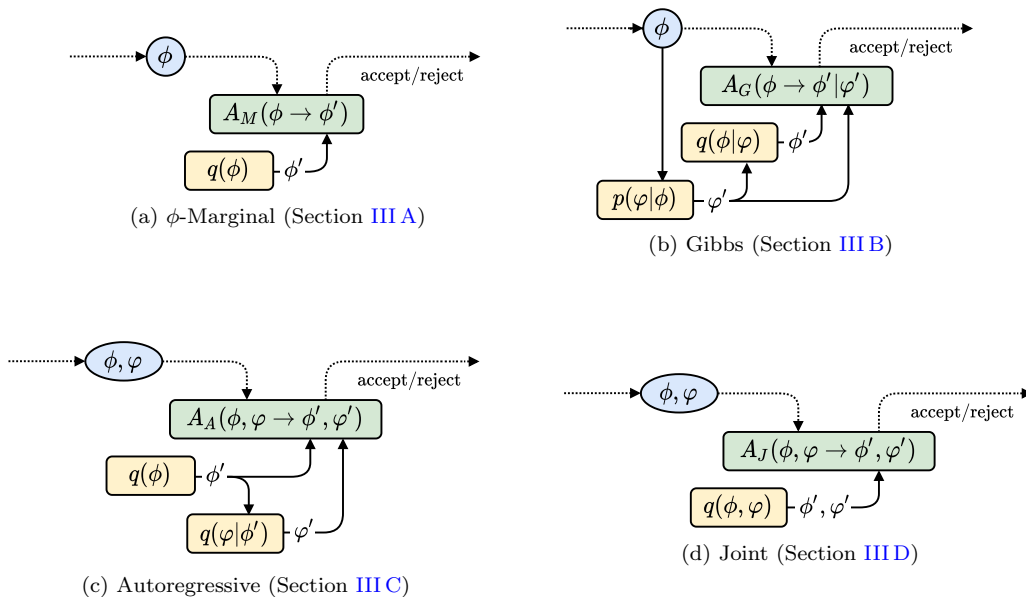 ϕ
accept/reject
A_M(ϕ → ϕ′)
q(ϕ) ϕ′
(a) ϕ-Marginal (Section III A)
ϕ
accept/reject
A_G(ϕ → ϕ′|φ′)
q(ϕ|φ) ϕ′
p(φ|ϕ) φ′
(b) Gibbs (Section III B)
ϕ, φ
accept/reject
A_A(ϕ, φ → ϕ′, φ′)
q(ϕ) ϕ′
q(φ|ϕ′) φ′
(c) Autoregressive (Section III C)
ϕ, φ
accept/reject
A_J(ϕ, φ → ϕ′, φ′)
q(ϕ, φ) ϕ′, φ′
(d) Joint (Section III D)